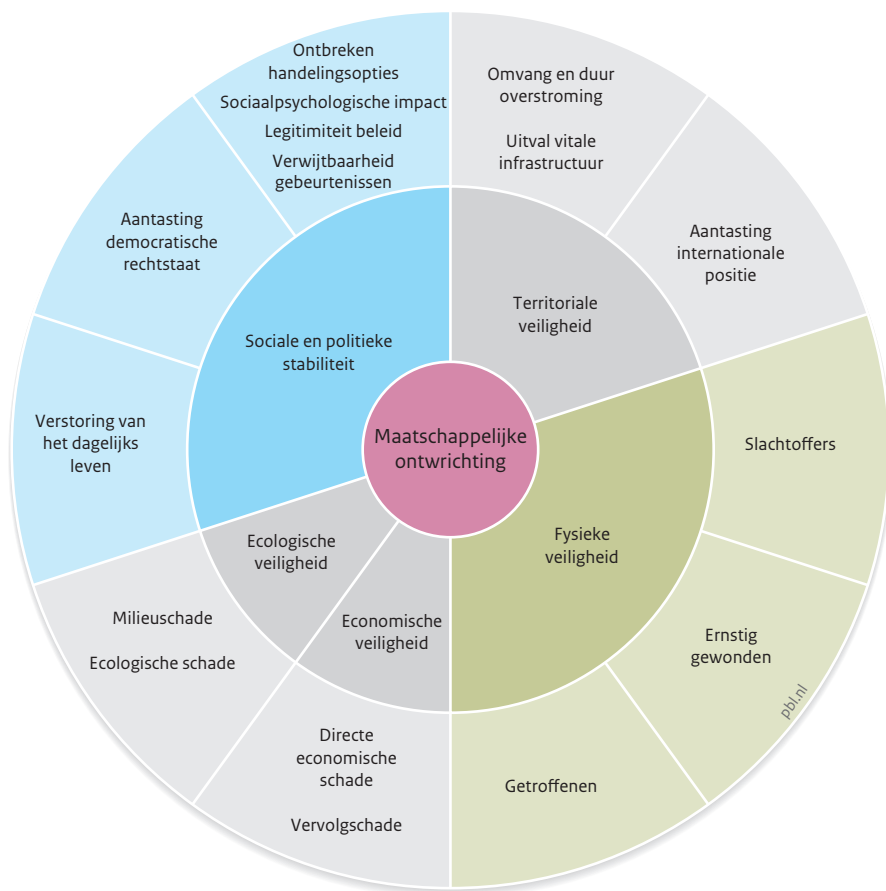 Ontbreken
handelingsopties
Sociaalpsychologische impact
Legitimiteit beleid
Verwijtbaarheid
gebeurtenissen
Omvang en duur
overstroming
Uitval vitale
infrastructuur
Aantasting
democratische
rechtstaat
Aantasting
internationale
positie
Territoriale
veiligheid
Sociale en politieke
stabiliteit
Verstoring van
het dagelijks
leven
Maatschappelijke
ontwrichting
Slachtoffers
Ecologische
veiligheid
Fysieke
veiligheid
Milieuschade
Ecologische schade
Economische
veiligheid
Ernstig
gewonden
pbl.nl
Directe
economische
schade
Vervolgschade
Getroffenen